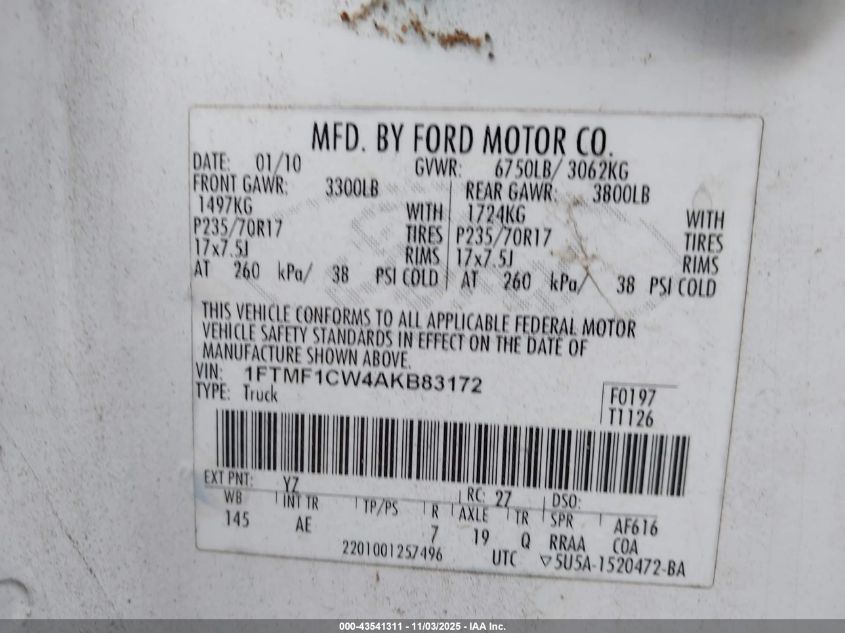 MFD. BY FORD MOTOR CO.
DATE: 01/10 GVWR: 6750LB/ 3062KG
FRONT GAWR: 3300LB REAR GAWR: 3800LB
1497KG WITH 1724KG WITH
P235/70R17 TIRES P235/70R17 TIRES
17x7.5J RIMS 17x7.5J RIMS
AT 260 kPa/ 38 PSI COLD AT 260 kPa/ 38 PSI COLD
THIS VEHICLE CONFORMS TO ALL APPLICABLE FEDERAL MOTOR
VEHICLE SAFETY STANDARDS IN EFFECT ON THE DATE OF
MANUFACTURE SHOWN ABOVE.
VIN: 1FTMF1CW4AKB83172
TYPE: Truck F0197
T1126
EXT PNT: YZ RC: 27 DSO:
WB INT TR TP/PS R AXLE TR SPR AF616
145 AE 7 19 Q RRAA COA
2201001257496 UTC ▽5U5A-1520472-BA
000-43541311 - 11/03/2025 - IAA Inc.